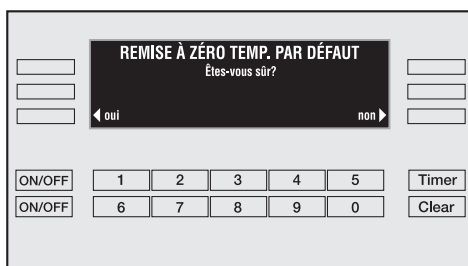 REMISE À ZÉRO TEMP. PAR DÉFAUT
Êtes-vous sûr?
oui non
ON/OFF 1 2 3 4 5 Timer
ON/OFF 6 7 8 9 0 Clear